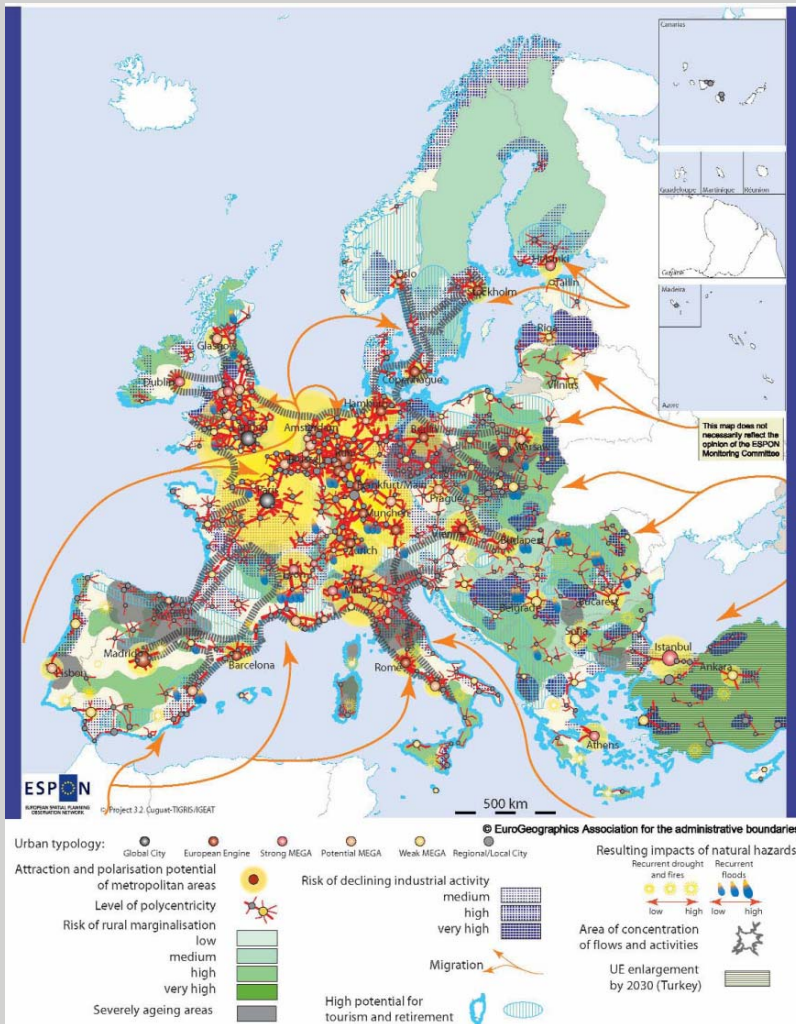 Canarias
Guadeloupe
Martinique
Réunion
Madeira
This map does not
necessarily reflect the
opinion of the ESPON
Monitoring Committee
Oslo
Helsinki
Stockholm
Tallin
Riga
Glasgow
Dublin
Copenhague
Vilnius
Hamburg
Amsterdam
Berlin
Frankfurt/Main
Prague
Paris
Munchen
Vienna
Budapest
Zurich
Belgrade
Bucarest
Sofia
Istanbul
Ankara
Madrid
Barcelona
Rome
Lisbou
Athens
ESPON
EUROPEAN SPATIAL PLANNING
OBSERVATION NETWORK
© Project 3.2. Cuguat-TIGRIS/IGEAT
500 km
© EuroGeographics Association for the administrative boundaries
Urban typology:
Global City
European Engine
Strong MEGA
Potential MEGA
Weak MEGA
Regional/Local City
Attraction and polarisation potential
of metropolitan areas
Level of polycentricity
Risk of rural marginalisation
low
medium
high
very high
Severely ageing areas
Risk of declining industrial activity
medium
high
very high
Migration
High potential for
tourism and retirement
Resulting impacts of natural hazards
Recurrent drought
and fires
low
high
Recurrent
floods
low
high
Area of concentration
of flows and activities
UE enlargement
by 2030 (Turkey)